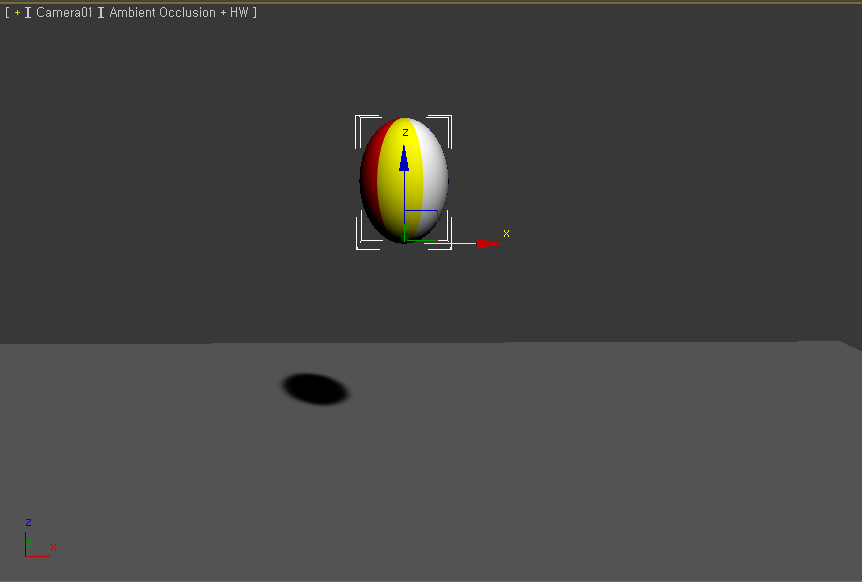 [ + ] [ Camera01 ] [ Ambient Occlusion + HW ]
z
x
z
x